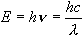 E = hν = hc/λ